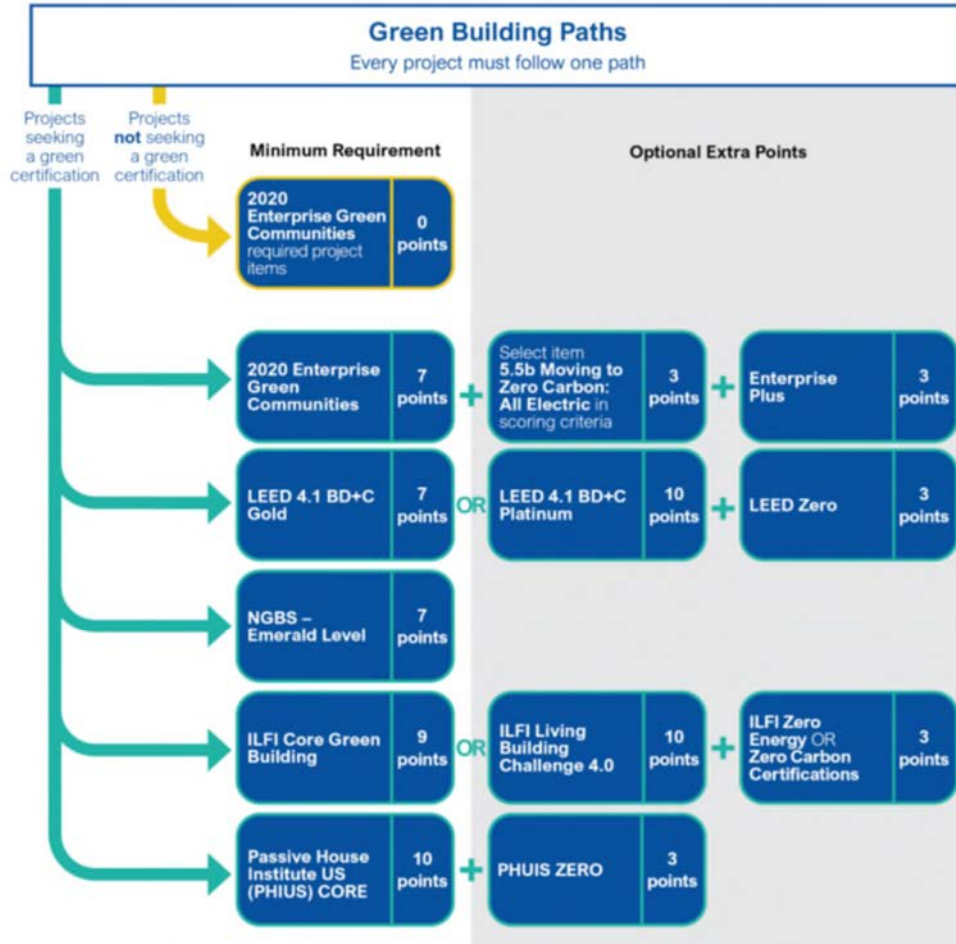 Green Building Paths
Every project must follow one path
Projects
seeking
a green
certification
Projects
not seeking
a green
certification
Minimum Requirement
Optional Extra Points
2020
Enterprise Green
Communities
required project
items
0
points
2020 Enterprise
Green
Communities
7
points
+
Select item
5.5b Moving to
Zero Carbon:
All Electric in
scoring criteria
3
points
+
Enterprise
Plus
3
points
LEED 4.1 BD+C
Gold
7
points
OR
LEED 4.1 BD+C
Platinum
10
points
+
LEED Zero
3
points
NGBS –
Emerald Level
7
points
ILFI Core Green
Building
9
points
OR
ILFI Living
Building
Challenge 4.0
10
points
+
ILFI Zero
Energy OR
Zero Carbon
Certifications
3
points
Passive House
Institute US
(PHIUS) CORE
10
points
+
PHUIS ZERO
3
points